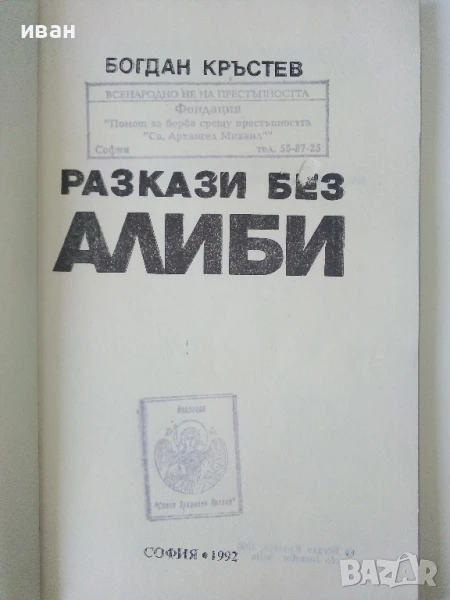 иван
БОГДАН КРЪСТЕВ
ВСЕНАРОДНО НЕ НА ПРЕСТЪПНОСТТА
Фондация
"Помощ за борба срещу престъпността
"Св. Архангел Михаил""
София тел. 55-87-25
РАЗКАЗИ БЕЗ
АЛИБИ
СОФИЯ • 1992
BAZAR